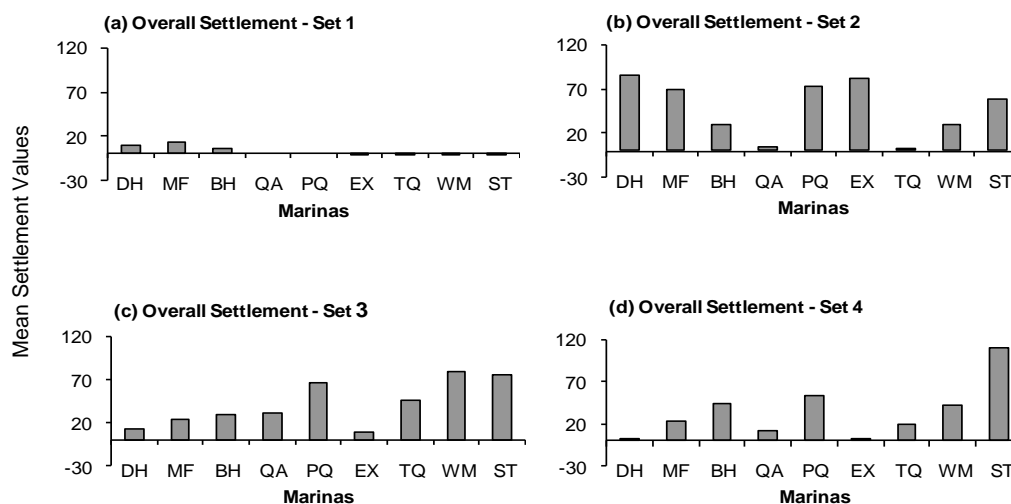 Mean Settlement Values
(a) Overall Settlement - Set 1
120
70
20
-30
DH MF BH QA PQ EX TQ WM ST
Marinas
(b) Overall Settlement - Set 2
120
70
20
-30
DH MF BH QA PQ EX TQ WM ST
Marinas
(c) Overall Settlement - Set 3
120
70
20
-30
DH MF BH QA PQ EX TQ WM ST
Marinas
(d) Overall Settlement - Set 4
120
70
20
-30
DH MF BH QA PQ EX TQ WM ST
Marinas